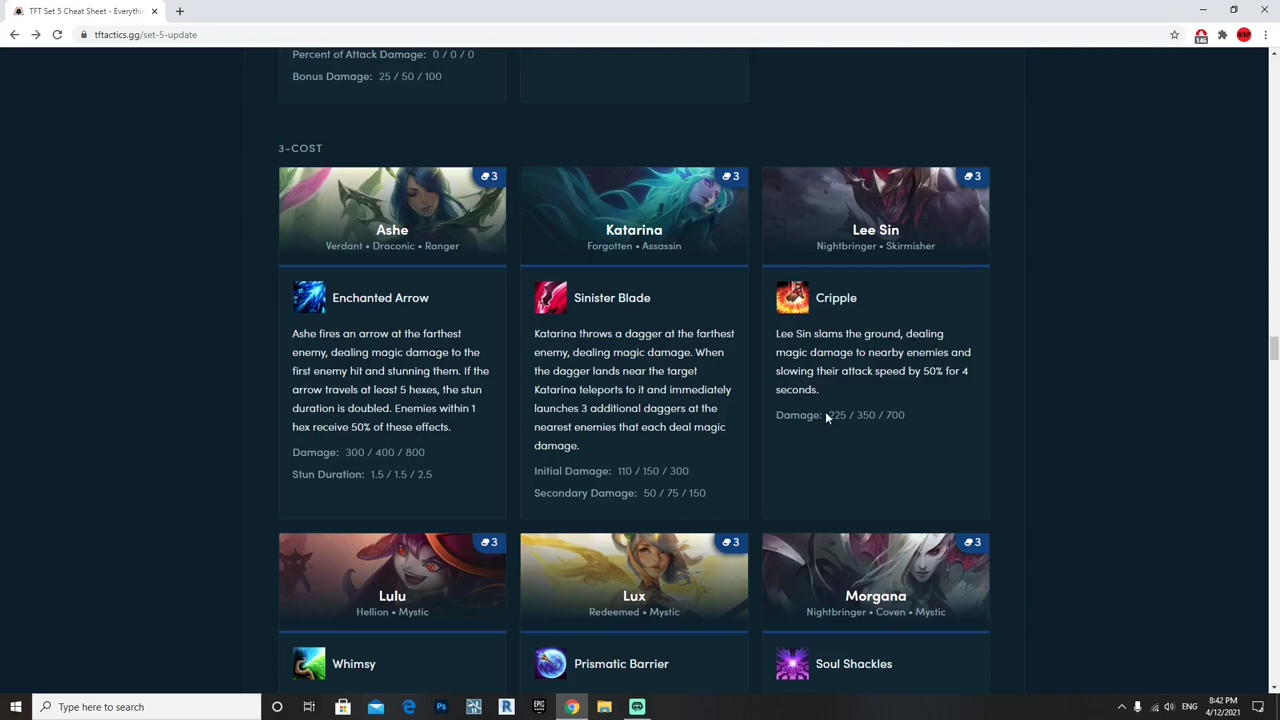 TFT Set 5 Cheat Sheet - Everythi
tftactics.gg/set-5-update
146
Percent of Attack Damage: 0 / 0 / 0
Bonus Damage: 25 / 50 / 100
3-COST
3
3
3
Ashe
Verdant • Draconic • Ranger
Katarina
Forgotten • Assassin
Lee Sin
Nightbringer • Skirmisher
Enchanted Arrow
Ashe fires an arrow at the farthest
enemy, dealing magic damage to the
first enemy hit and stunning them. If the
arrow travels at least 5 hexes, the stun
duration is doubled. Enemies within 1
hex receive 50% of these effects.
Damage: 300 / 400 / 800
Stun Duration: 1.5 / 1.5 / 2.5
Sinister Blade
Katarina throws a dagger at the farthest
enemy, dealing magic damage. When
the dagger lands near the target
Katarina teleports to it and immediately
launches 3 additional daggers at the
nearest enemies that each deal magic
damage.
Initial Damage: 110 / 150 / 300
Secondary Damage: 50 / 75 / 150
Cripple
Lee Sin slams the ground, dealing
magic damage to nearby enemies and
slowing their attack speed by 50% for 4
seconds.
Damage: 225 / 350 / 700
3
3
3
Lulu
Hellion • Mystic
Lux
Redeemed • Mystic
Morgana
Nightbringer • Coven • Mystic
Whimsy
Prismatic Barrier
Soul Shackles
Type here to search
Ps
R
EPIC
ENG
8:42 PM
4/12/2021